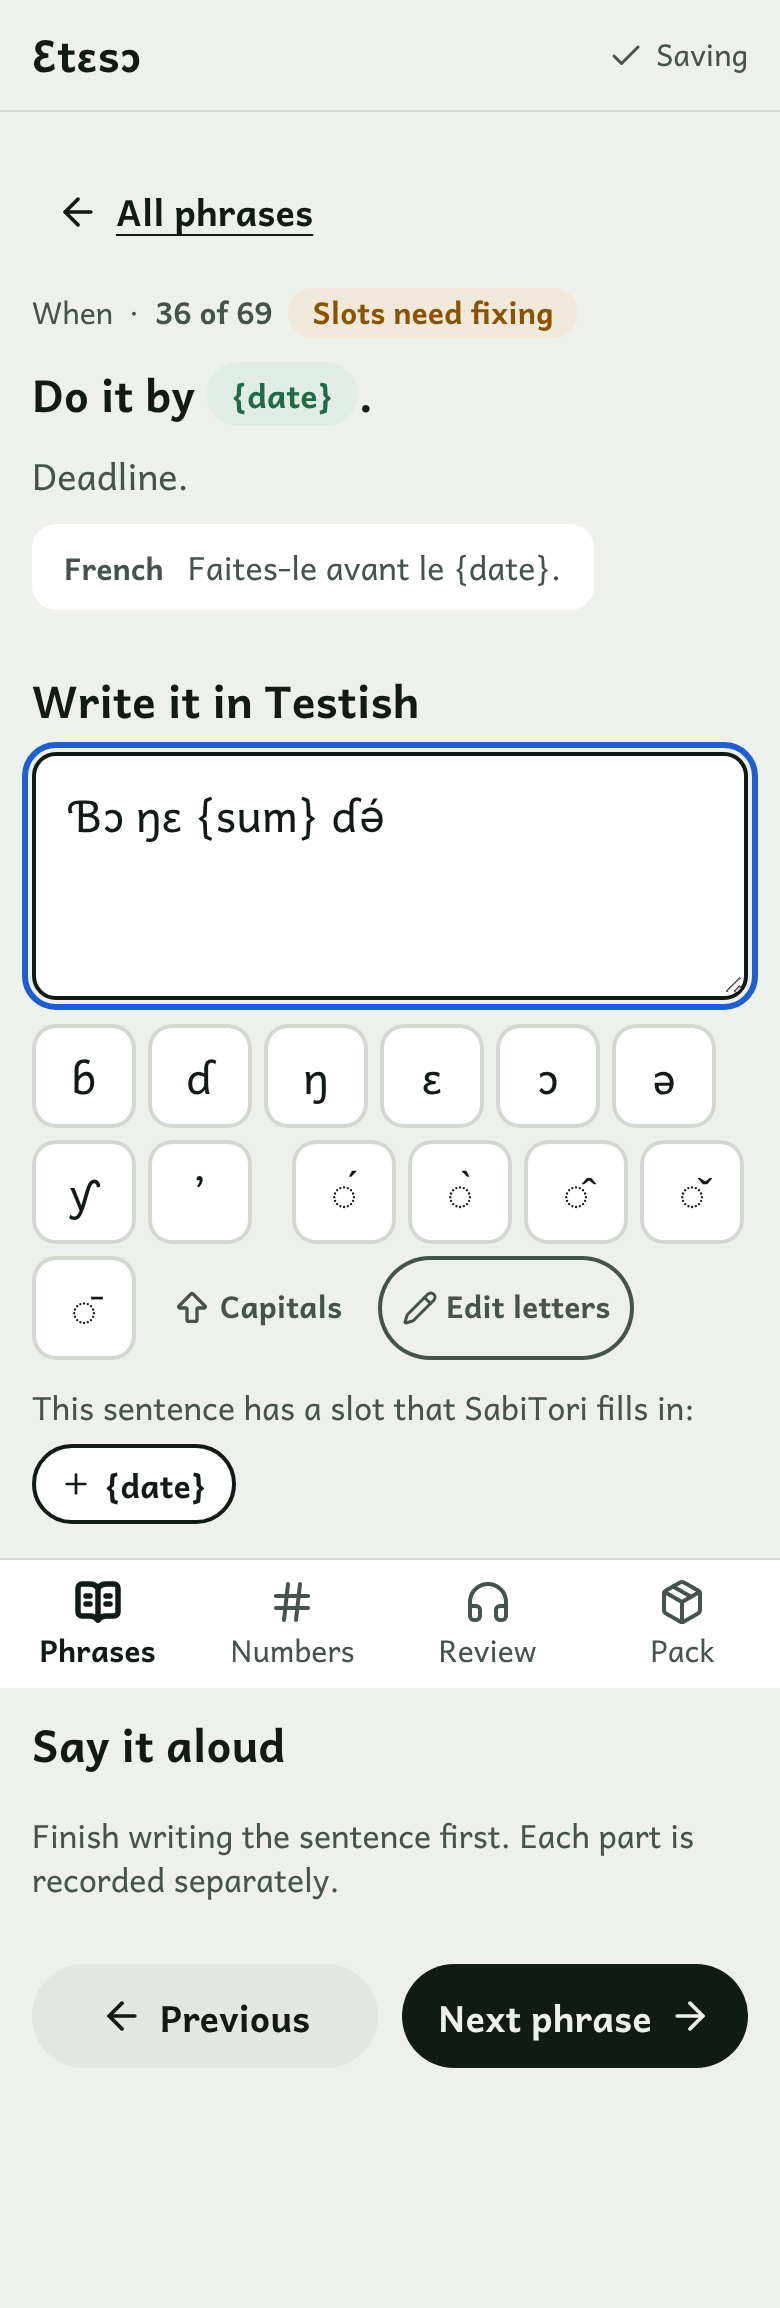 Ɛtɛsɔ
Saving
All phrases
When · 36 of 69 Slots need fixing
Do it by {date}.
Deadline.
French Faites-le avant le {date}.
Write it in Testish
Ɓɔ ŋɛ {sum} ɗə́
ɓ ɗ ŋ ɛ ɔ ə
ƴ ʼ ◌́ ◌̀ ◌̂ ◌̌
◌̄ Capitals Edit letters
This sentence has a slot that SabiTori fills in:
+ {date}
Phrases Numbers Review Pack
Say it aloud
Finish writing the sentence first. Each part is
recorded separately.
Previous Next phrase